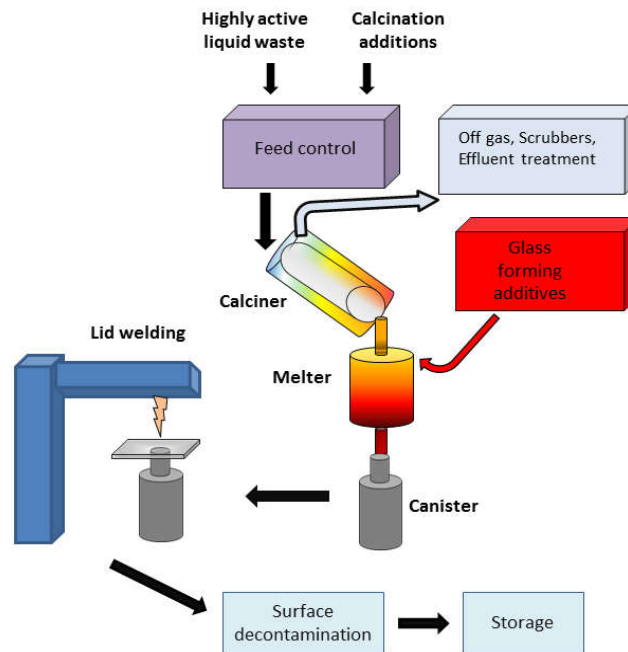 Highly active
liquid waste
Calcination
additions
Feed control
Off gas, Scrubbers,
Effluent treatment
Glass
forming
additives
Calciner
Lid welding
Melter
Canister
Surface
decontamination
Storage